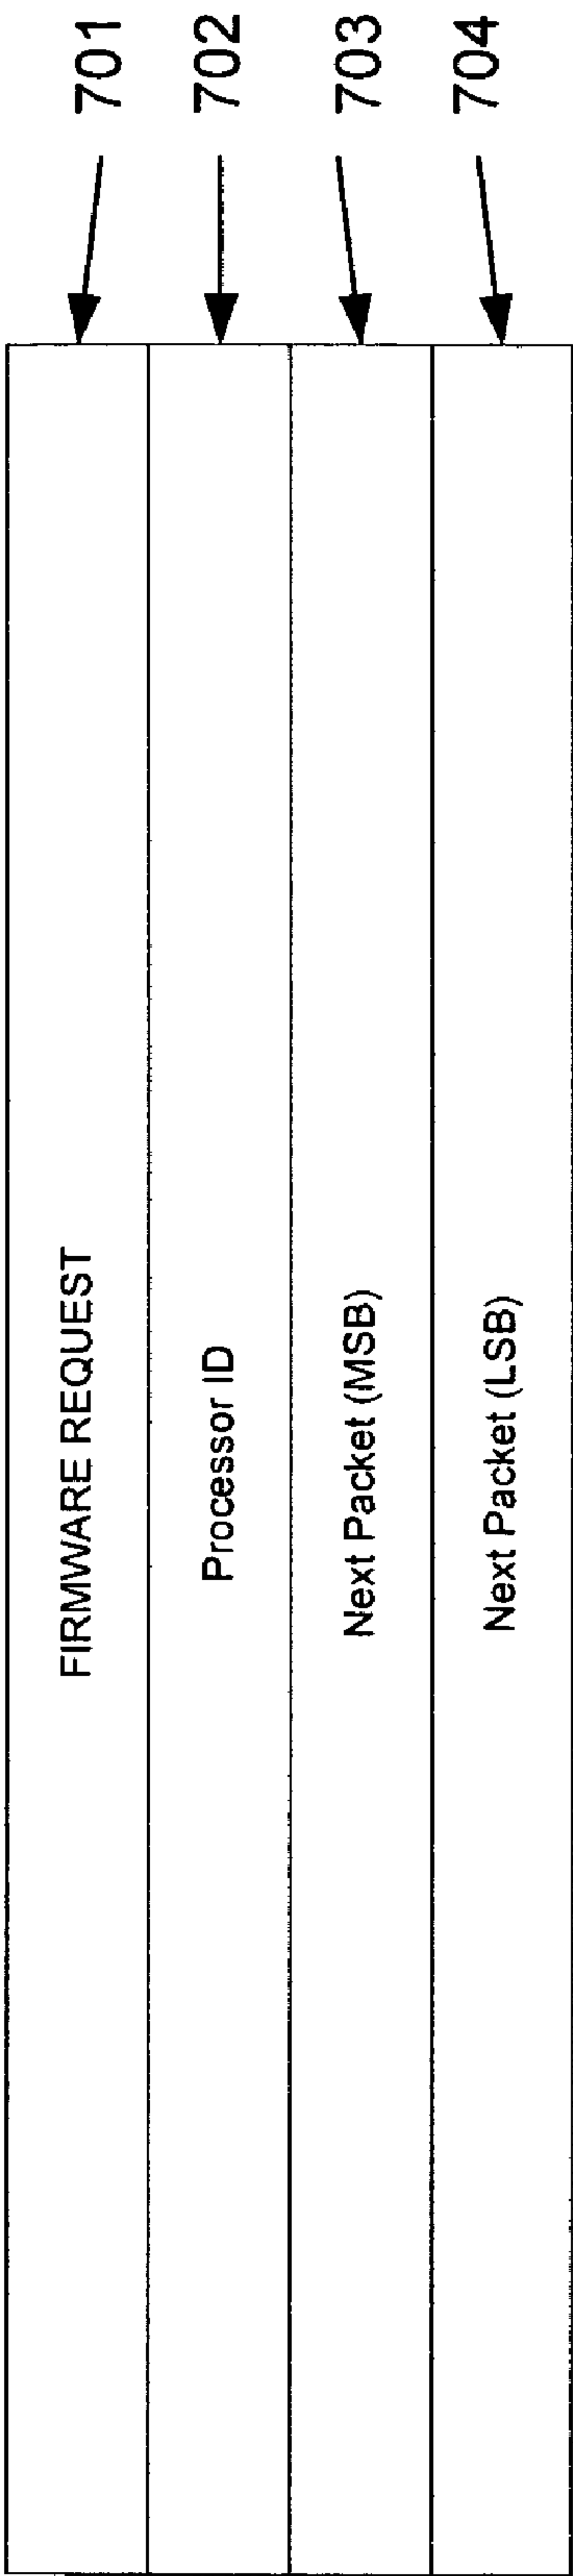 FIRMWARE REQUEST 701
Processor ID 702
Next Packet (MSB) 703
Next Packet (LSB) 704